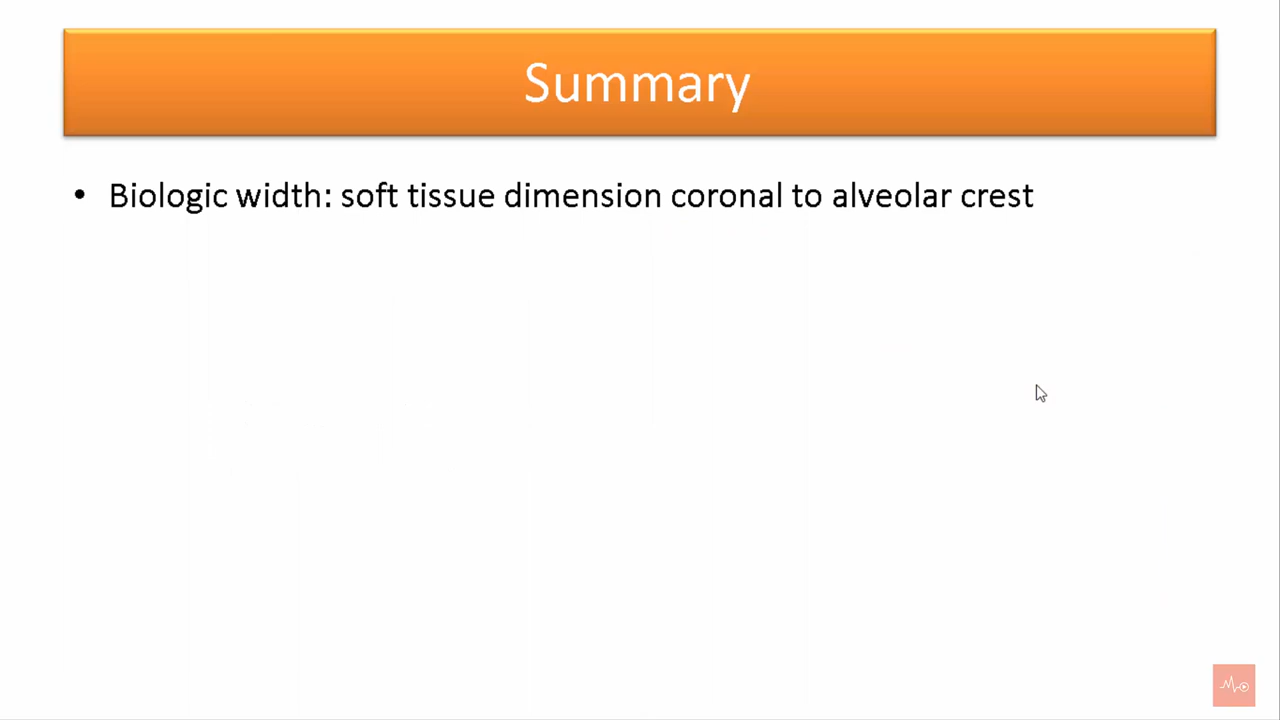 Summary
• Biologic width: soft tissue dimension coronal to alveolar crest